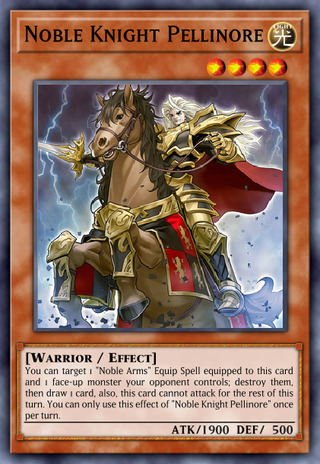 Noble Knight Pellinore
LIGHT
光
[Warrior / Effect]
You can target 1 "Noble Arms" Equip Spell equipped to this card
and 1 face-up monster your opponent controls; destroy them,
then draw 1 card, also, this card cannot attack for the rest of this
turn. You can only use this effect of "Noble Knight Pellinore" once
per turn.
ATK/1900 DEF/ 500